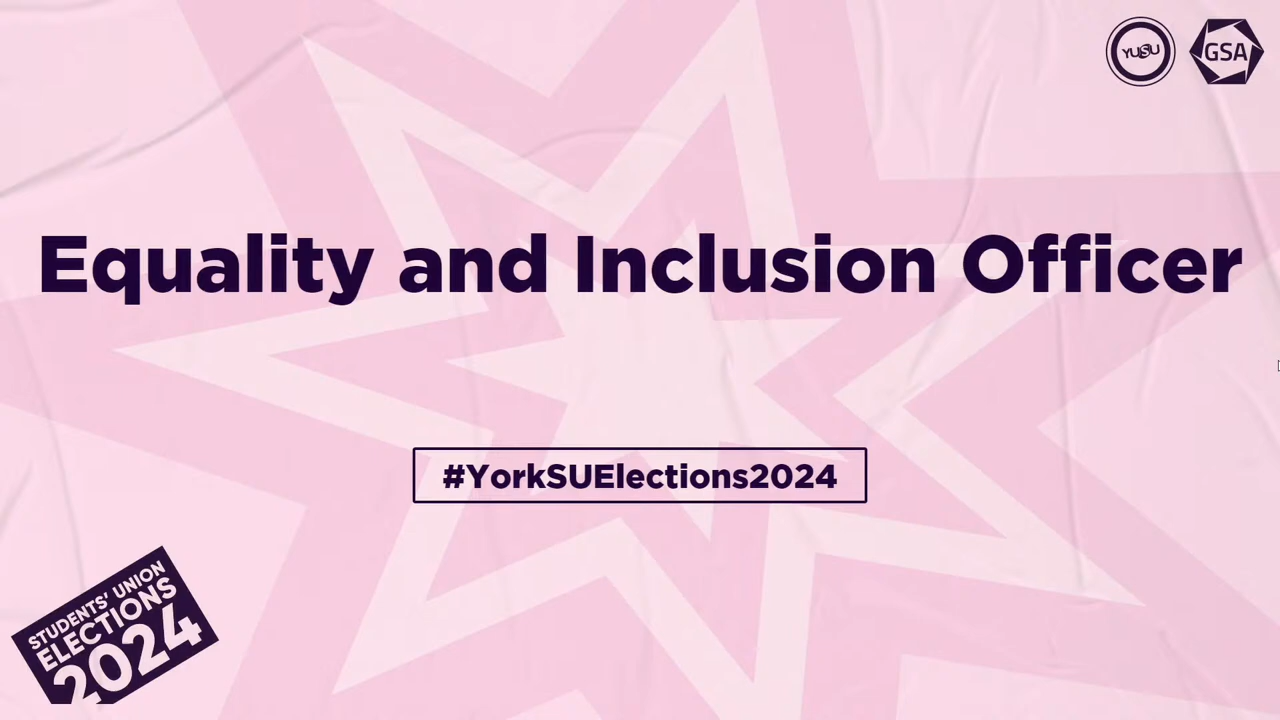 YUSU
GSA
Equality and Inclusion Officer
#YorkSUElections2024
STUDENTS' UNION
ELECTIONS
2024